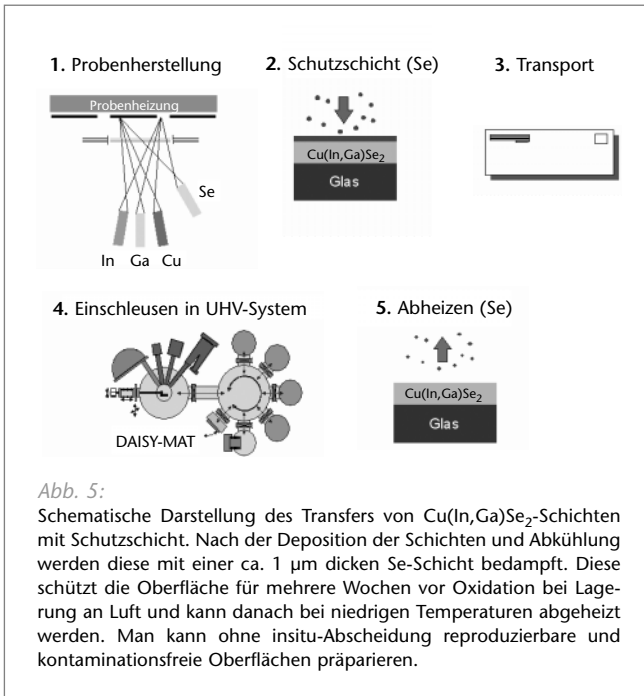 1. Probenherstellung
2. Schutzschicht (Se)
3. Transport
Probenheizung
Se
In Ga Cu
Cu(In,Ga)Se2
Glas
4. Einschleusen in UHV-System
5. Abheizen (Se)
DAISY-MAT
Cu(In,Ga)Se2
Glas
Abb. 5:
Schematische Darstellung des Transfers von Cu(In,Ga)Se2-Schichten
mit Schutzschicht. Nach der Deposition der Schichten und Abkühlung
werden diese mit einer ca. 1 µm dicken Se-Schicht bedampft. Diese
schützt die Oberfläche für mehrere Wochen vor Oxidation bei Lage-
rung an Luft und kann danach bei niedrigen Temperaturen abgeheizt
werden. Man kann ohne insitu-Abscheidung reproduzierbare und
kontaminationsfreie Oberflächen präparieren.